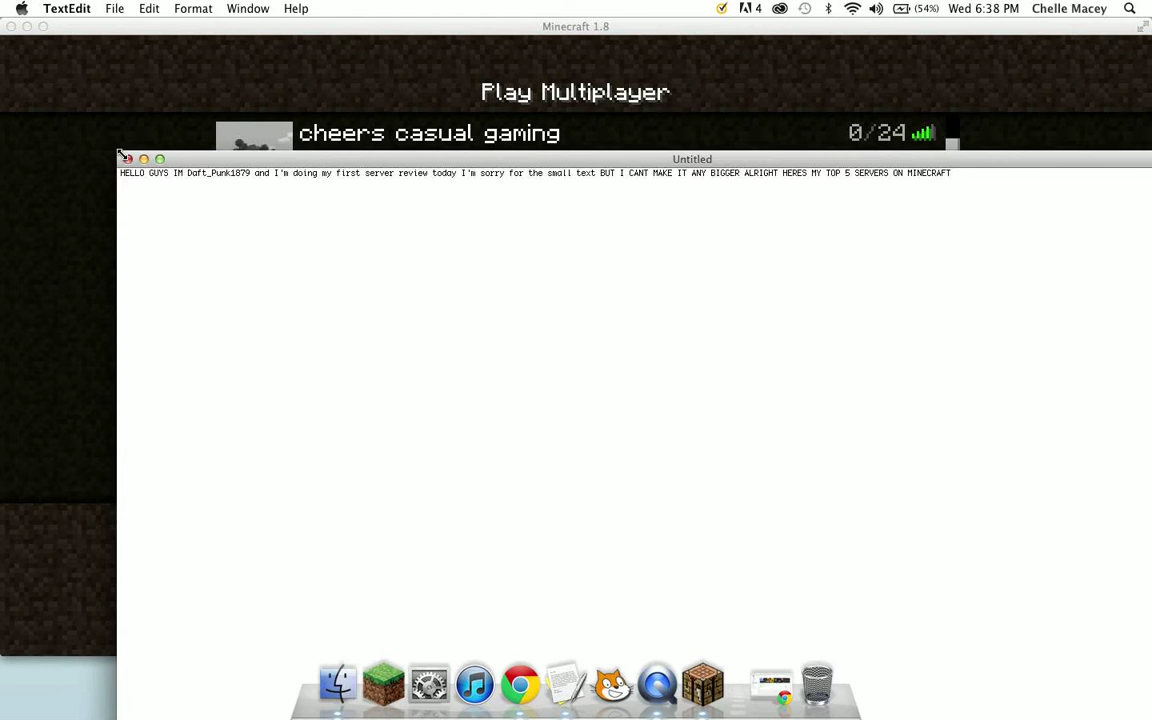 TextEdit File Edit Format Window Help 4 (54%) Wed 6:38 PM Chelle Macey
Minecraft 1.8
Play Multiplayer
cheers casual gaming 0/24
Untitled
HELLO GUYS IM Daft_Punk1879 and I'm doing my first server review today I'm sorry for the small text BUT I CANT MAKE IT ANY BIGGER ALRIGHT HERES MY TOP 5 SERVERS ON MINECRAFT